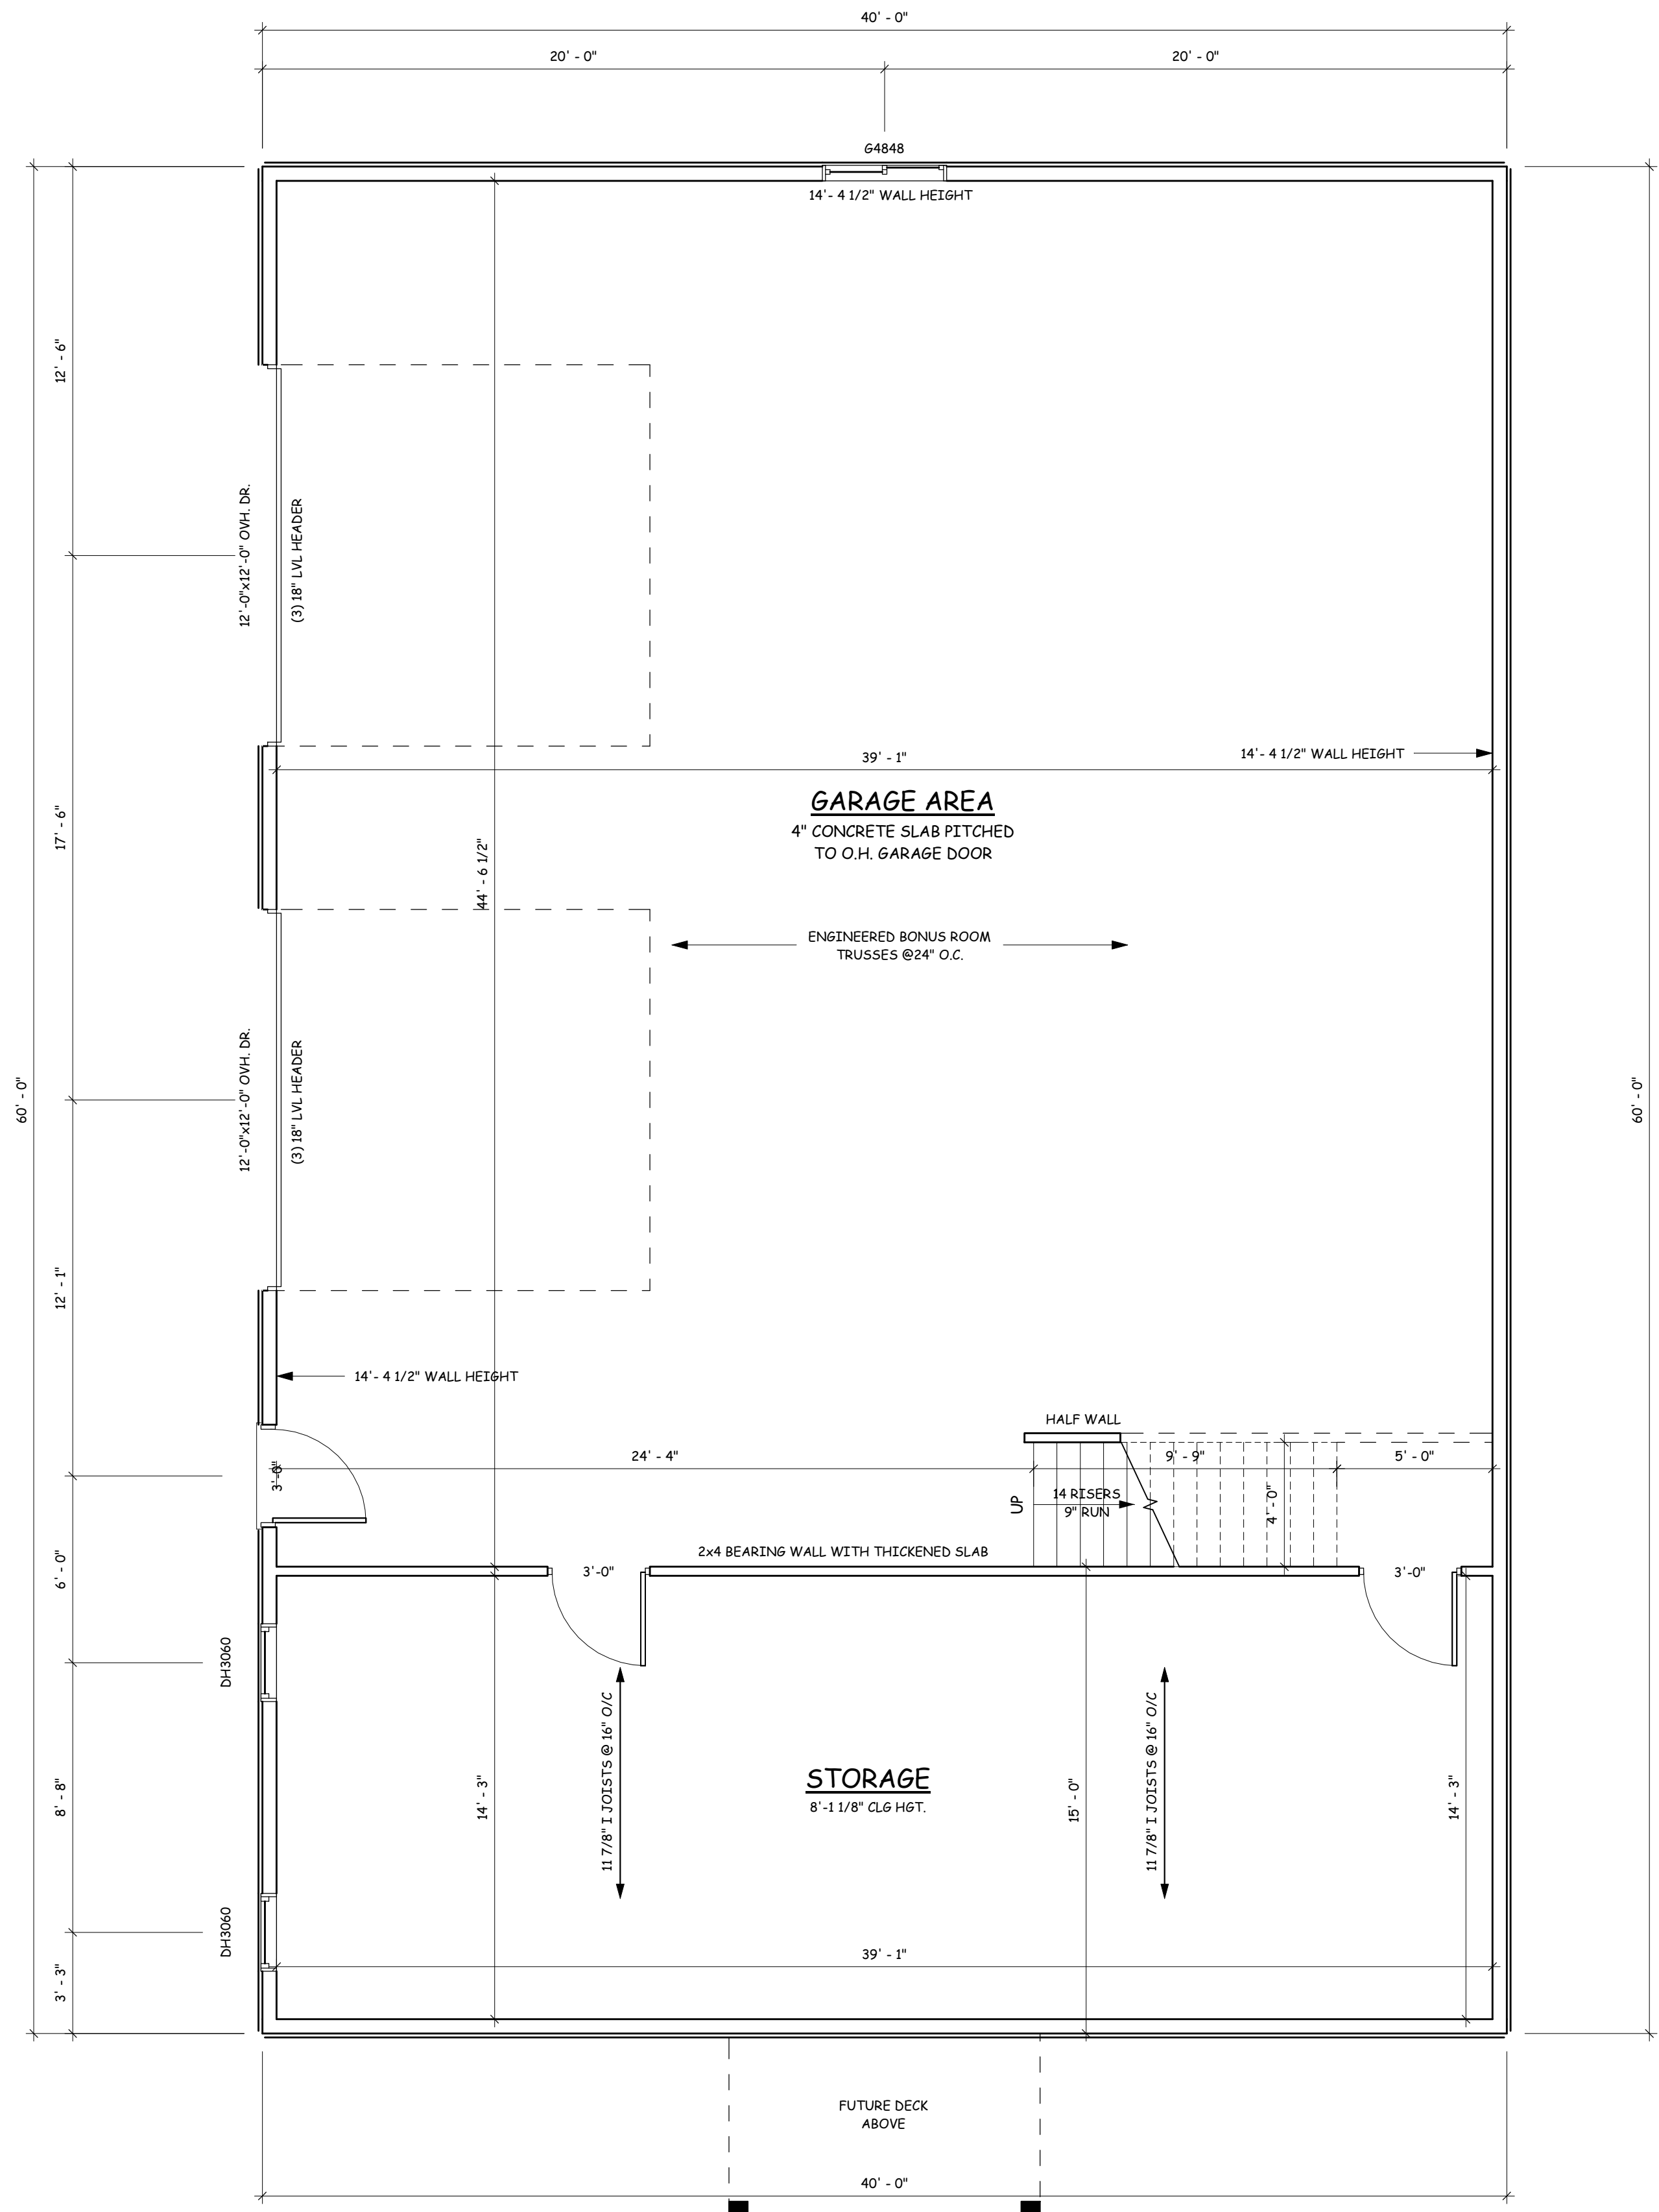 40' - 0"
20' - 0"
20' - 0"
G4848
14'- 4 1/2" WALL HEIGHT
12' - 6"
12'-0"x12'-0" OVH. DR.
(3) 18" LVL HEADER
39' - 1"
14'- 4 1/2" WALL HEIGHT
GARAGE AREA
4" CONCRETE SLAB PITCHED
TO O.H. GARAGE DOOR
17' - 6"
44' - 6 1/2"
ENGINEERED BONUS ROOM
TRUSSES @24" O.C.
60' - 0"
12'-0"x12'-0" OVH. DR.
(3) 18" LVL HEADER
60' - 0"
12' - 1"
14'- 4 1/2" WALL HEIGHT
HALF WALL
24' - 4"
9' - 9"
5' - 0"
3'-0"
UP
14 RISERS
9" RUN
4' - 0"
2x4 BEARING WALL WITH THICKENED SLAB
6' - 0"
3'-0"
3'-0"
DH3060
11 7/8" I JOISTS @ 16" O/C
11 7/8" I JOISTS @ 16" O/C
STORAGE
8'-1 1/8" CLG HGT.
8' - 8"
14' - 3"
15' - 0"
14' - 3"
DH3060
39' - 1"
3' - 3"
FUTURE DECK
ABOVE
40' - 0"